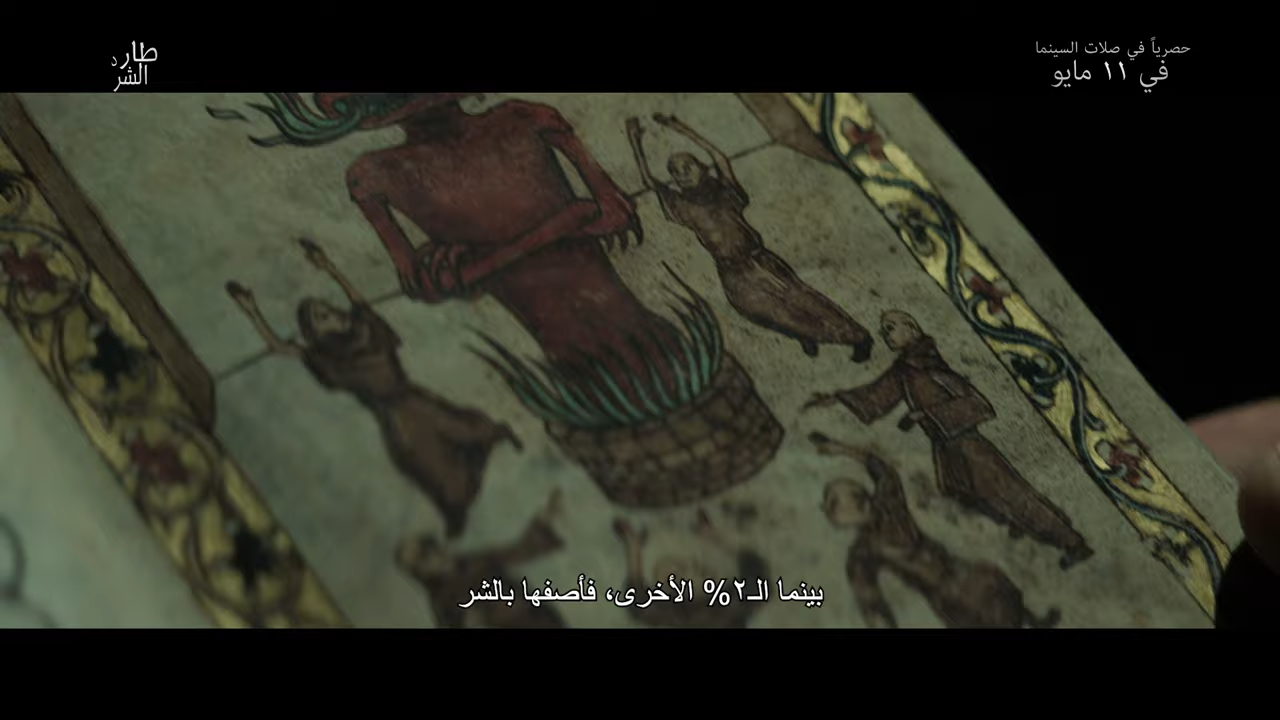 حصرياً في صلات السينما
في ١١ مايو
طارد
الشر
بينما الـ٢% الأخرى، فأصفها بالشر